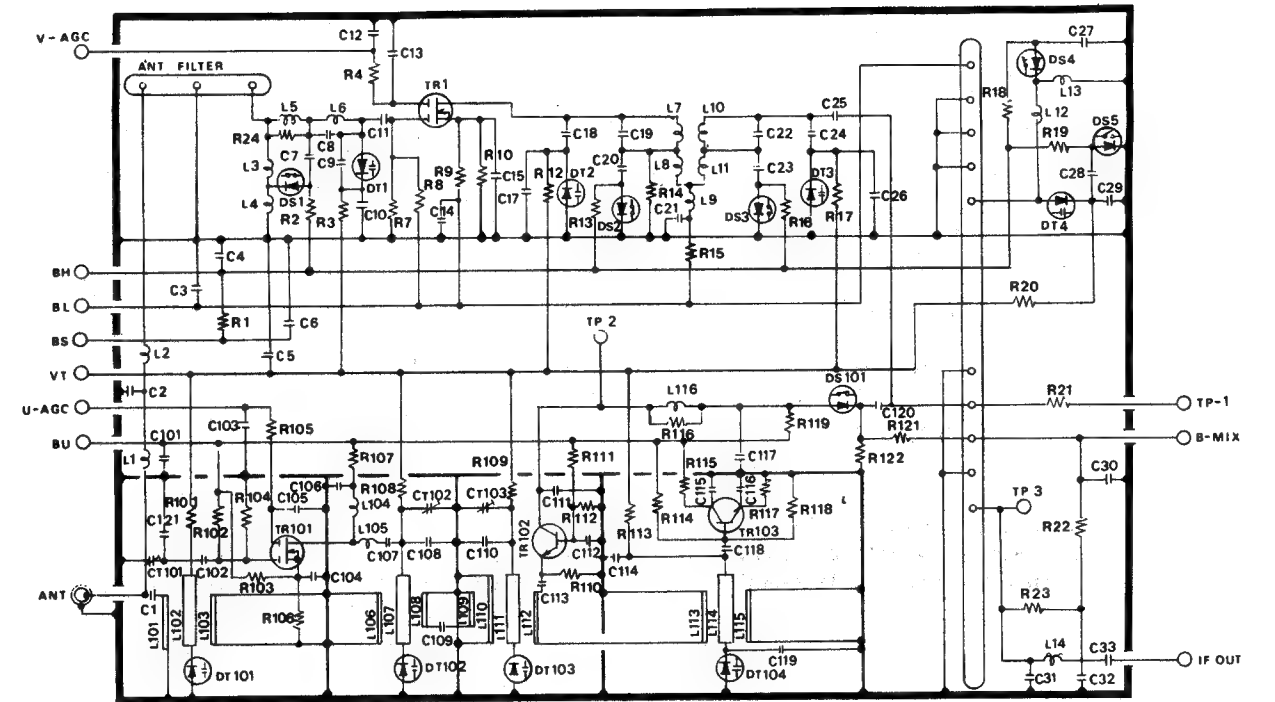 V-AGC
C12
C13
C27
ANT FILTER
R4
DS4
TR1
L13
R18
L5
L6
L7
L10
C25
L12
R24
C11
C18
C19
C22
C24
R19
DS5
C7
C8
C9
L3
DT1
R9
R10
C20
L8
L11
C23
DT3
C28
L4
DS1
R8
C15
R12
DT2
R14
C29
R2
R3
C10
R7
C14
C17
R13
DS2
C21
L9
DS3
R16
R17
C26
DT4
C4
R15
BH
C3
R20
BL
R1
C6
TP 2
BS
L2
C5
VT
DS101
C2
L116
R21
TP-1
U-AGC
C103
R105
R116
R119
C120
R121
B-MIX
BU
C101
R107
R109
R111
C117
R122
L1
R115
C30
C106
R108
CT102
CT103
C115
C116
TP 3
R101
R104
C105
L104
C111
R117
R118
C121
R102
TR101
L105
R112
R113
R114
TR103
R22
TR102
CT101
C102
C107
C108
C110
C112
C118
R103
C104
C114
R110
ANT
C1
C113
R23
L101
L102
L103
R106
L106
L107
L108
L109
L110
L111
L112
L113
L114
L115
C109
L14
C33
IF OUT
C119
DT101
DT102
DT103
DT104
C31
C32